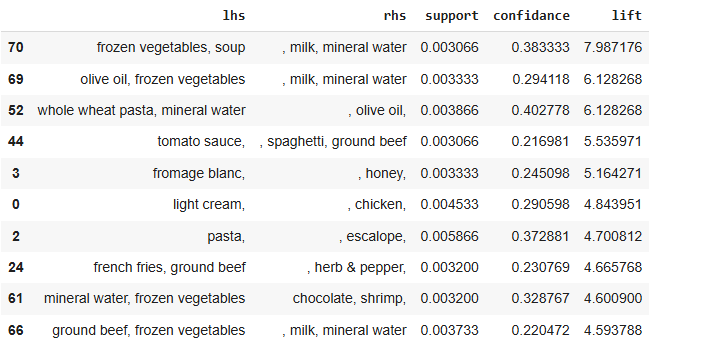 lhs rhs support confidance lift
70 frozen vegetables, soup , milk, mineral water 0.003066 0.383333 7.987176
69 olive oil, frozen vegetables , milk, mineral water 0.003333 0.294118 6.128268
52 whole wheat pasta, mineral water , olive oil, 0.003866 0.402778 6.128268
44 tomato sauce, , spaghetti, ground beef 0.003066 0.216981 5.535971
3 fromage blanc, , honey, 0.003333 0.245098 5.164271
0 light cream, , chicken, 0.004533 0.290598 4.843951
2 pasta, , escalope, 0.005866 0.372881 4.700812
24 french fries, ground beef , herb & pepper, 0.003200 0.230769 4.665768
61 mineral water, frozen vegetables chocolate, shrimp, 0.003200 0.328767 4.600900
66 ground beef, frozen vegetables , milk, mineral water 0.003733 0.220472 4.593788